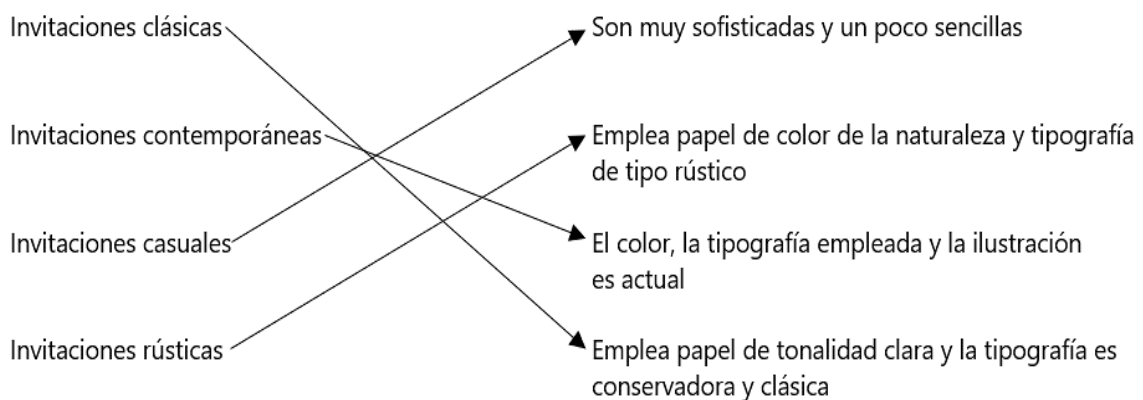 Invitaciones clásicas
Son muy sofisticadas y un poco sencillas
Invitaciones contemporáneas
Emplea papel de color de la naturaleza y tipografía
de tipo rústico
Invitaciones casuales
El color, la tipografía empleada y la ilustración
es actual
Invitaciones rústicas
Emplea papel de tonalidad clara y la tipografía es
conservadora y clásica